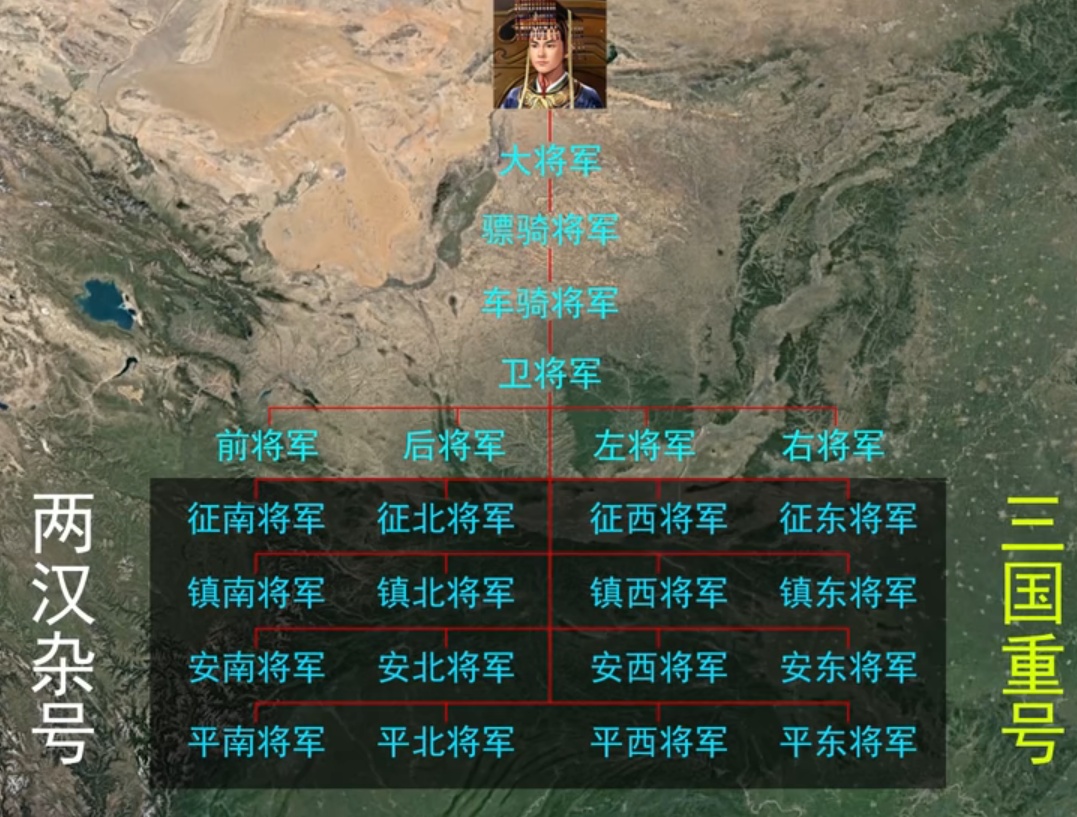 大将军
骠骑将军
车骑将军
卫将军
前将军 后将军 左将军 右将军
征南将军 征北将军 征西将军 征东将军
镇南将军 镇北将军 镇西将军 镇东将军
安南将军 安北将军 安西将军 安东将军
平南将军 平北将军 平西将军 平东将军
两汉杂号
三国重号